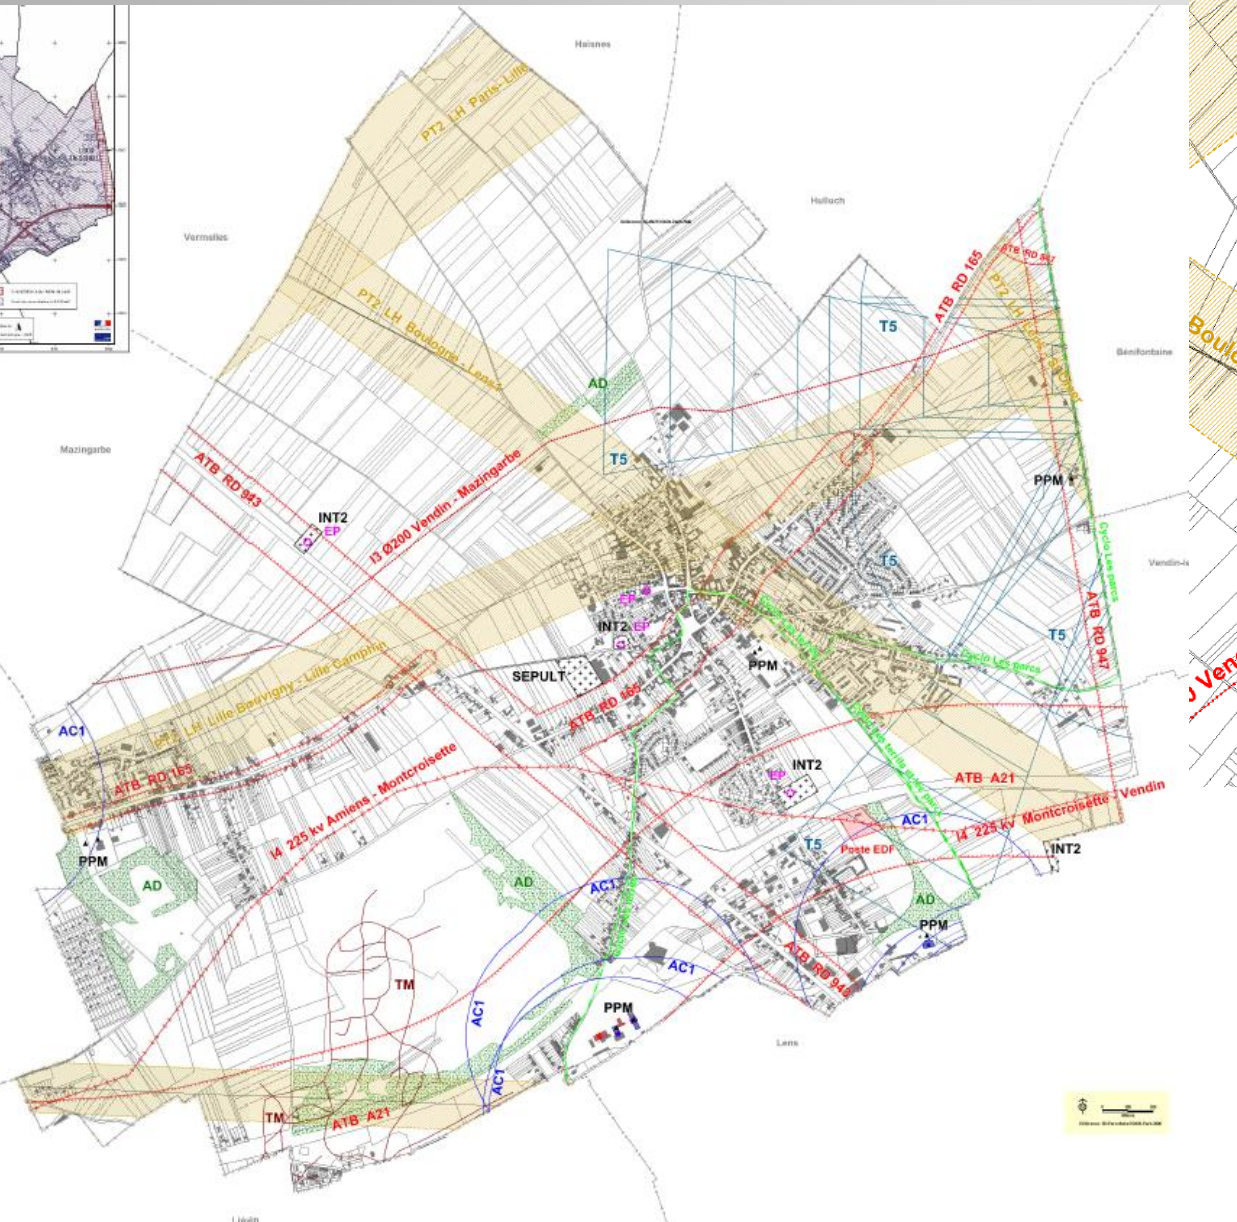 Haisnes
PT2 LH Paris-Lille
Hulluch
Vermelles
ATB RD 947
ATB RD 165
T5
PT2 LH Boulogne - Lens
Bénifontaine
AD
Boulo
Mazingarbe
T5
ATB RD 943
I3 Ø200 Vendin - Mazingarbe
PPM
INT2
EP
Cyclo Les parcs
T5
Vendin-le
EP
ATB RD 947
INT2 EP
T5
Cyclo Les parcs
PPM
SEPULT
PT2 LH Lille Bouvigny - Lille Camphin
ATB RD 165
AC1
INT2
EP
ATB RD 165
I4 225 kv Amiens - Montcroisette
ATB A21
I4 225 kv Montcroisette - Vendin
AC1
T5
Poste EDF
INT2
PPM
AD
AD
AC1
AD
PPM
AC1
ATB RD 943
TM
AC1
PPM
Lens
AC1
TM
ATB A21
Liévin